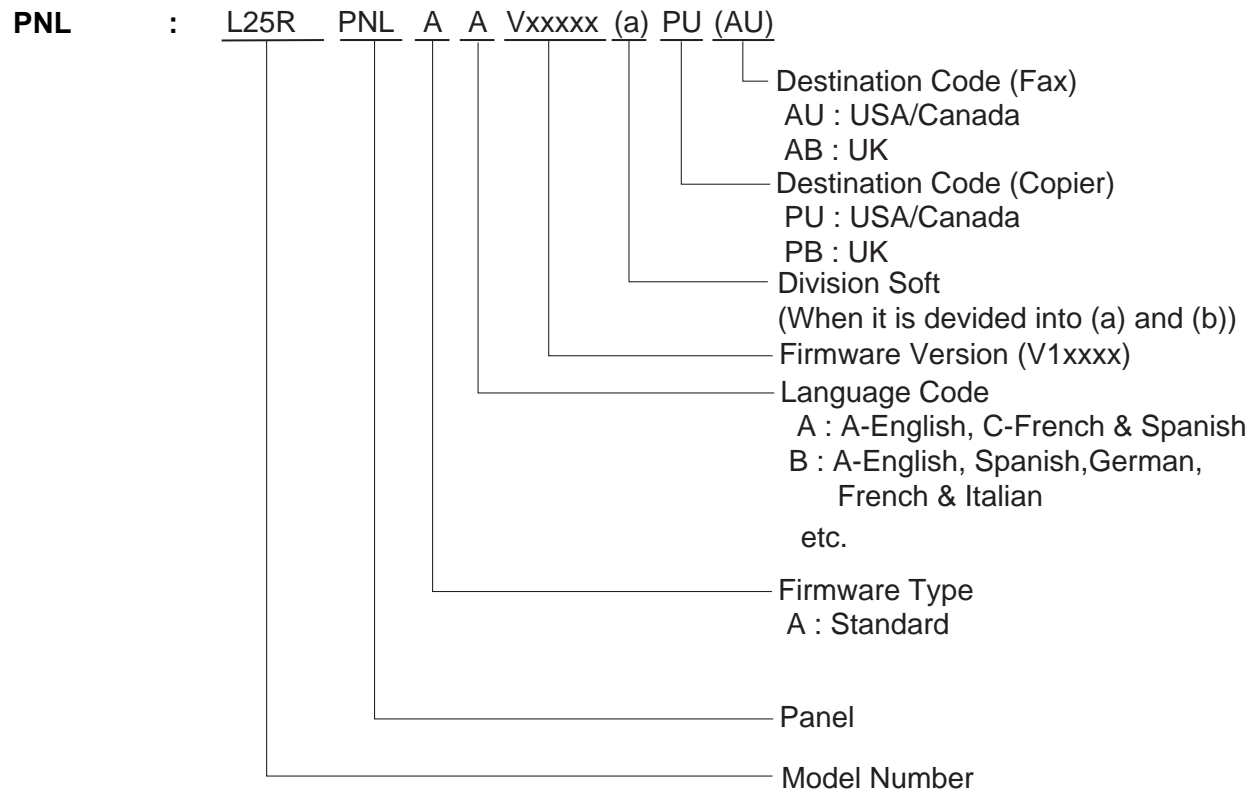 PNL : L25R PNL A A Vxxxxx (a) PU (AU)
Destination Code (Fax)
AU : USA/Canada
AB : UK
Destination Code (Copier)
PU : USA/Canada
PB : UK
Division Soft
(When it is devided into (a) and (b))
Firmware Version (V1xxxx)
Language Code
A : A-English, C-French & Spanish
B : A-English, Spanish,German,
French & Italian
etc.
Firmware Type
A : Standard
Panel
Model Number